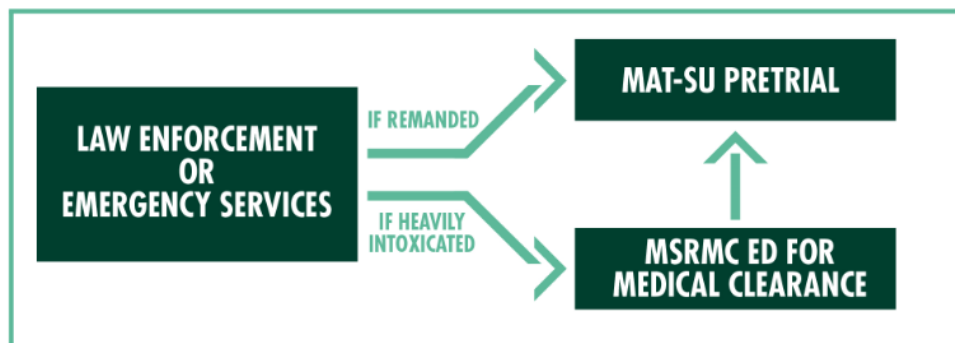 LAW ENFORCEMENT
OR
EMERGENCY SERVICES
IF REMANDED
IF HEAVILY
INTOXICATED
MAT-SU PRETRIAL
MSRMC ED FOR
MEDICAL CLEARANCE